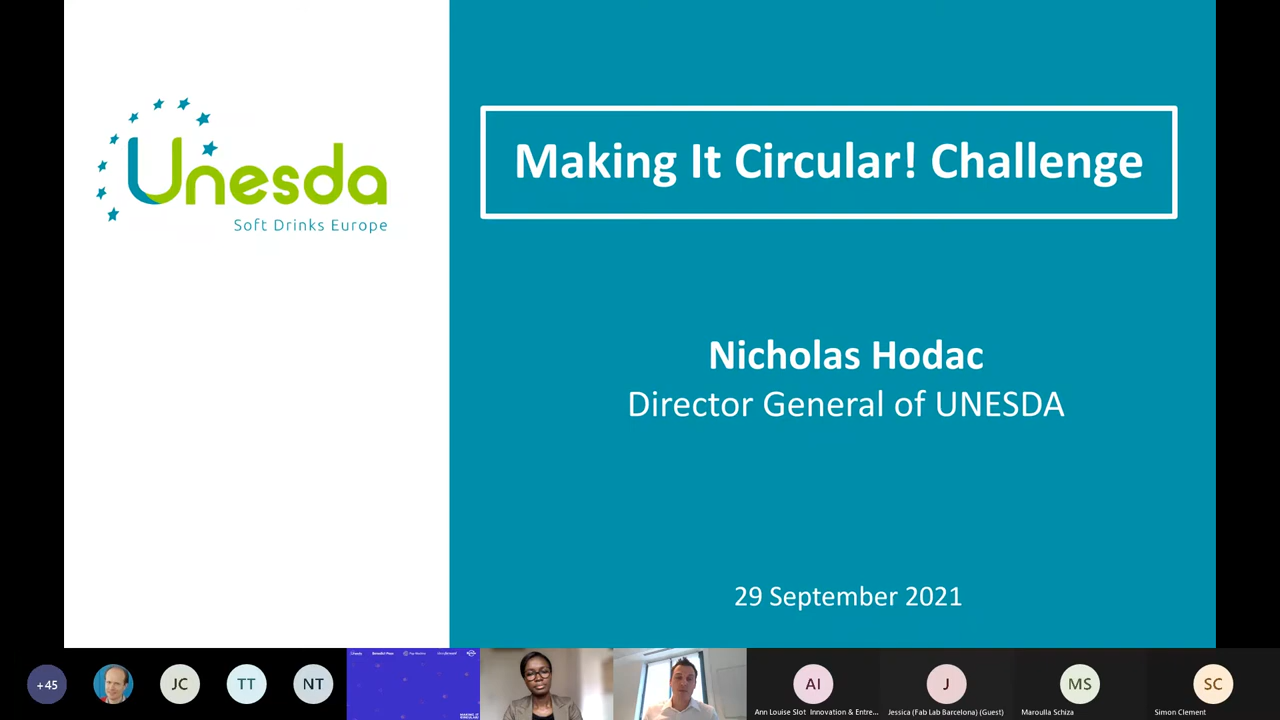 Unesda
Soft Drinks Europe
Making It Circular! Challenge
Nicholas Hodac
Director General of UNESDA
29 September 2021
+45
JC
TT
NT
AI
Ann Louise Slot Innovation & Entre...
J
Jessica (Fab Lab Barcelona) (Guest)
MS
Maroulla Schiza
SC
Simon Clement